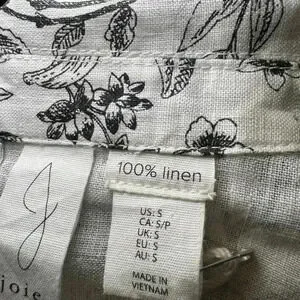 100% linen
US: S
CA: S/P
UK: S
EU: S
AU: S
MADE IN
VIETNAM
J
joie